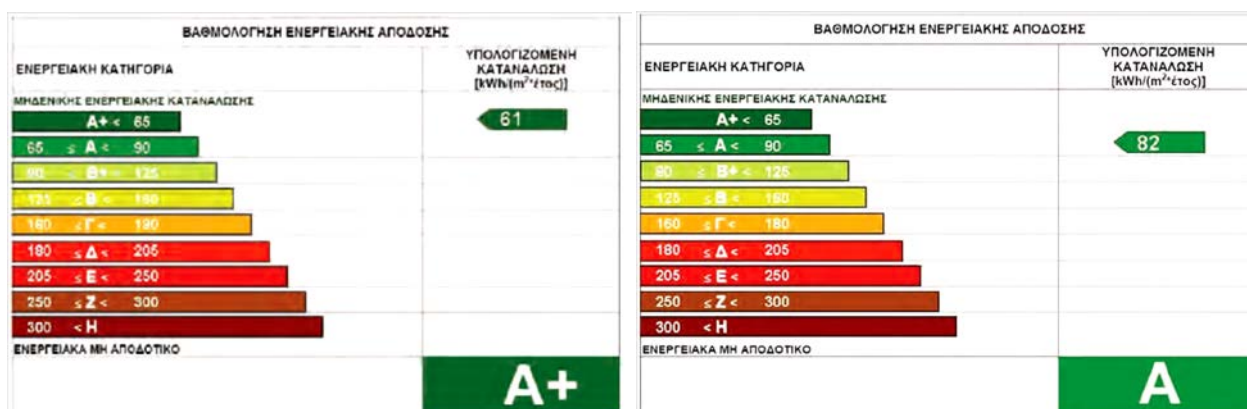 ΒΑΘΜΟΛΟΓΗΣΗ ΕΝΕΡΓΕΙΑΚΗΣ ΑΠΟΔΟΣΗΣ
ΕΝΕΡΓΕΙΑΚΗ ΚΑΤΗΓΟΡΙΑ
ΥΠΟΛΟΓΙΖΟΜΕΝΗ
ΚΑΤΑΝΑΛΩΣΗ
[kWh/(m²*έτος)]
ΜΗΔΕΝΙΚΗΣ ΕΝΕΡΓΕΙΑΚΗΣ ΚΑΤΑΝΑΛΩΣΗΣ
A+ < 65
61
65 ≤ A < 90
≤ B+ < 125
≤ B <
≤ Γ <
180 ≤ Δ < 205
205 ≤ E < 250
250 ≤ Z < 300
300 < H
ΕΝΕΡΓΕΙΑΚΑ ΜΗ ΑΠΟΔΟΤΙΚΟ
A+
ΒΑΘΜΟΛΟΓΗΣΗ ΕΝΕΡΓΕΙΑΚΗΣ ΑΠΟΔΟΣΗΣ
ΕΝΕΡΓΕΙΑΚΗ ΚΑΤΗΓΟΡΙΑ
ΥΠΟΛΟΓΙΖΟΜΕΝΗ
ΚΑΤΑΝΑΛΩΣΗ
[kWh/(m²*έτος)]
ΜΗΔΕΝΙΚΗΣ ΕΝΕΡΓΕΙΑΚΗΣ ΚΑΤΑΝΑΛΩΣΗΣ
A+ < 65
65 ≤ A < 90
82
≤ B+ < 125
125 ≤ B < 160
160 ≤ Γ < 180
180 ≤ Δ < 205
205 ≤ E < 250
250 ≤ Z < 300
300 < H
ΕΝΕΡΓΕΙΑΚΑ ΜΗ ΑΠΟΔΟΤΙΚΟ
A